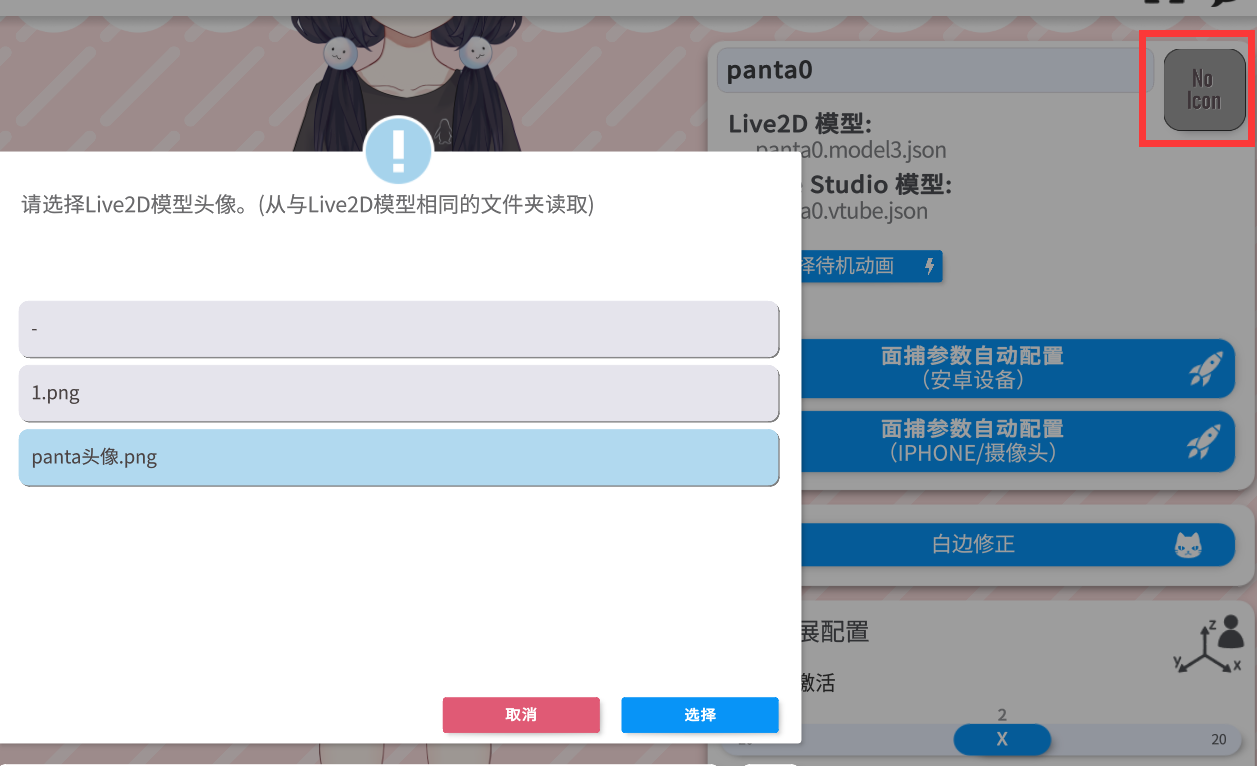 panta0
No
Icon
Live2D 模型:
panta0.model3.json
Studio 模型:
a0.vtube.json
请选择Live2D模型头像。(从与Live2D模型相同的文件夹读取)
择待机动画
-
1.png
panta头像.png
面捕参数自动配置
（安卓设备）
面捕参数自动配置
（IPHONE/摄像头）
白边修正
展配置
z
y
x
激活
取消
选择
2
X
20